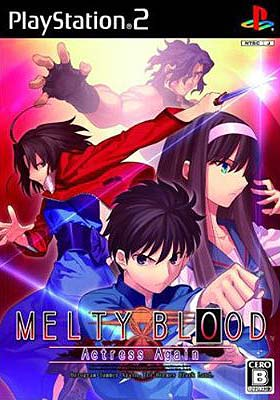 PlayStation®2
NTSC J
MELTY BLOOD
Actress Again
CERO
B